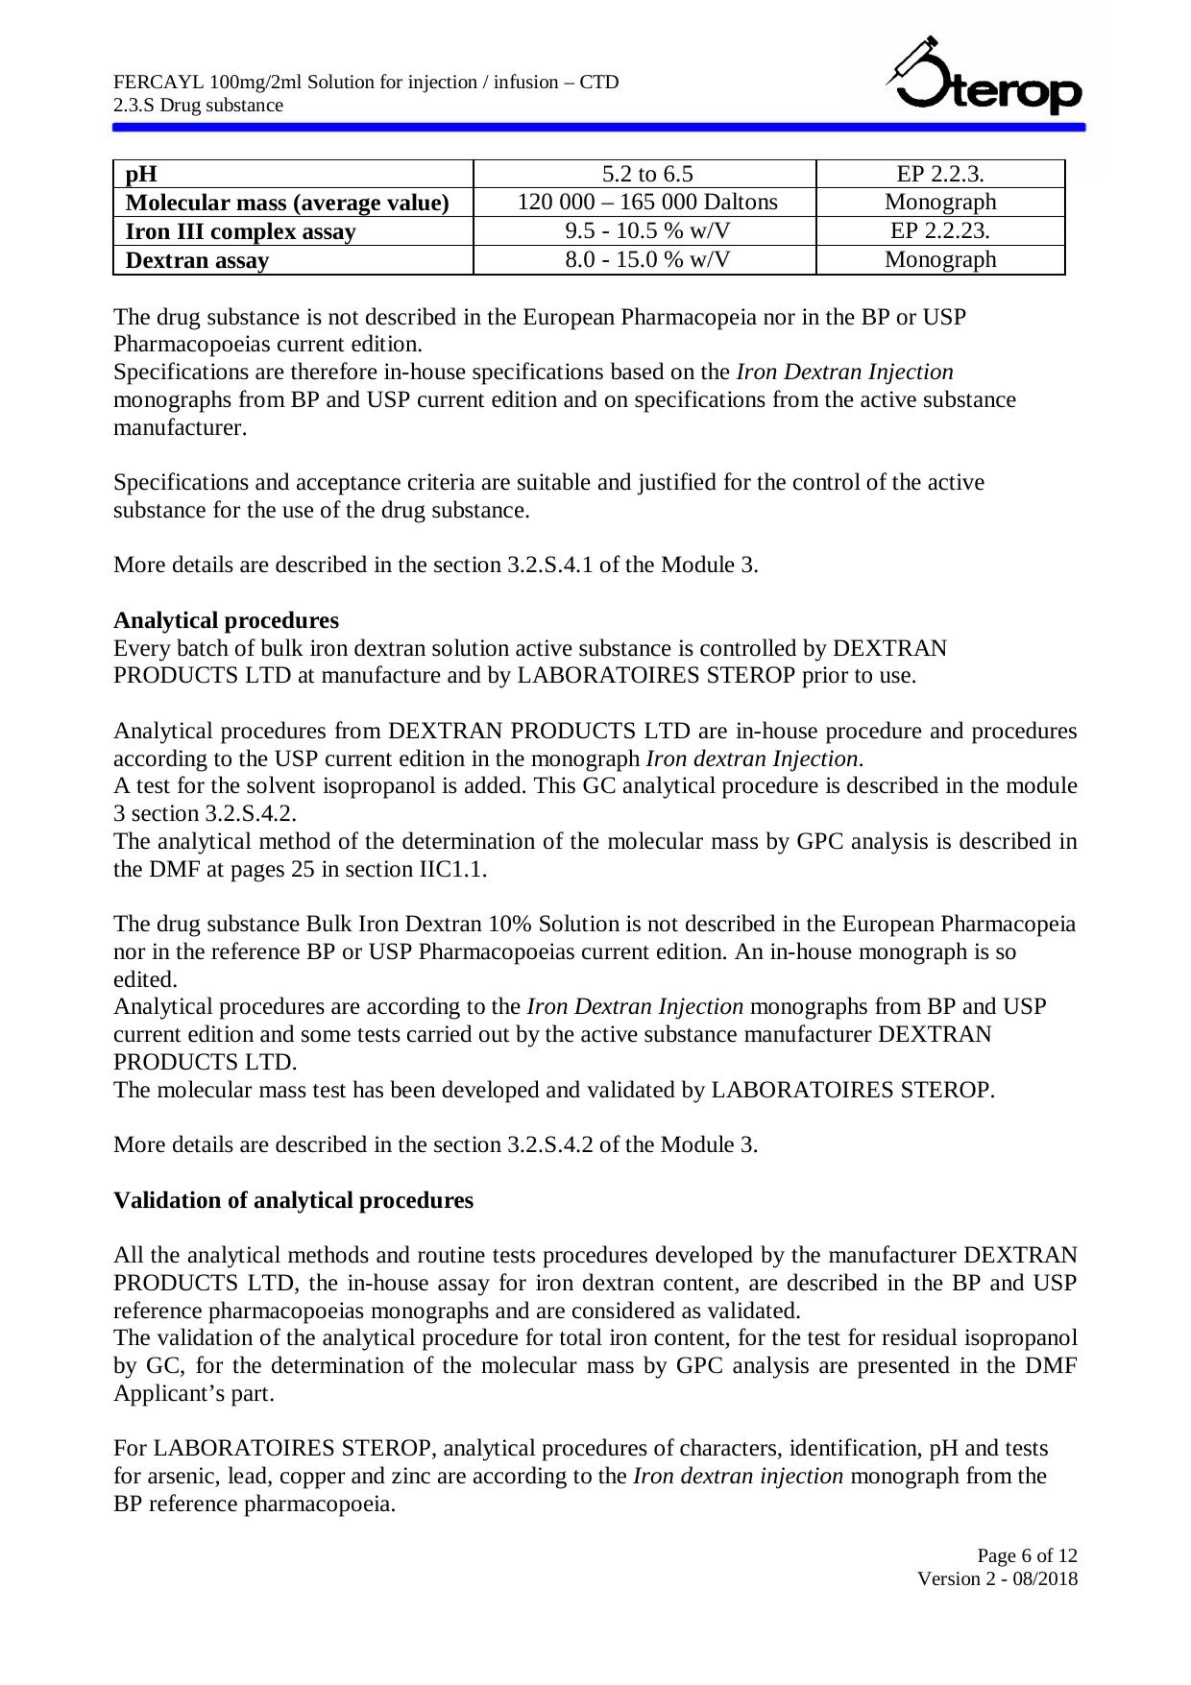 FERCAYL 100mg/2ml Solution for injection / infusion – CTD
2.3.S Drug substance
Sterop
pH 5.2 to 6.5 EP 2.2.3.
Molecular mass (average value) 120 000 – 165 000 Daltons Monograph
Iron III complex assay 9.5 - 10.5 % w/V EP 2.2.23.
Dextran assay 8.0 - 15.0 % w/V Monograph
The drug substance is not described in the European Pharmacopeia nor in the BP or USP
Pharmacopoeias current edition.
Specifications are therefore in-house specifications based on the Iron Dextran Injection
monographs from BP and USP current edition and on specifications from the active substance
manufacturer.
Specifications and acceptance criteria are suitable and justified for the control of the active
substance for the use of the drug substance.
More details are described in the section 3.2.S.4.1 of the Module 3.
Analytical procedures
Every batch of bulk iron dextran solution active substance is controlled by DEXTRAN
PRODUCTS LTD at manufacture and by LABORATOIRES STEROP prior to use.
Analytical procedures from DEXTRAN PRODUCTS LTD are in-house procedure and procedures
according to the USP current edition in the monograph Iron dextran Injection.
A test for the solvent isopropanol is added. This GC analytical procedure is described in the module
3 section 3.2.S.4.2.
The analytical method of the determination of the molecular mass by GPC analysis is described in
the DMF at pages 25 in section IIC1.1.
The drug substance Bulk Iron Dextran 10% Solution is not described in the European Pharmacopeia
nor in the reference BP or USP Pharmacopoeias current edition. An in-house monograph is so
edited.
Analytical procedures are according to the Iron Dextran Injection monographs from BP and USP
current edition and some tests carried out by the active substance manufacturer DEXTRAN
PRODUCTS LTD.
The molecular mass test has been developed and validated by LABORATOIRES STEROP.
More details are described in the section 3.2.S.4.2 of the Module 3.
Validation of analytical procedures
All the analytical methods and routine tests procedures developed by the manufacturer DEXTRAN
PRODUCTS LTD, the in-house assay for iron dextran content, are described in the BP and USP
reference pharmacopoeias monographs and are considered as validated.
The validation of the analytical procedure for total iron content, for the test for residual isopropanol
by GC, for the determination of the molecular mass by GPC analysis are presented in the DMF
Applicant’s part.
For LABORATOIRES STEROP, analytical procedures of characters, identification, pH and tests
for arsenic, lead, copper and zinc are according to the Iron dextran injection monograph from the
BP reference pharmacopoeia.
Page 6 of 12
Version 2 - 08/2018